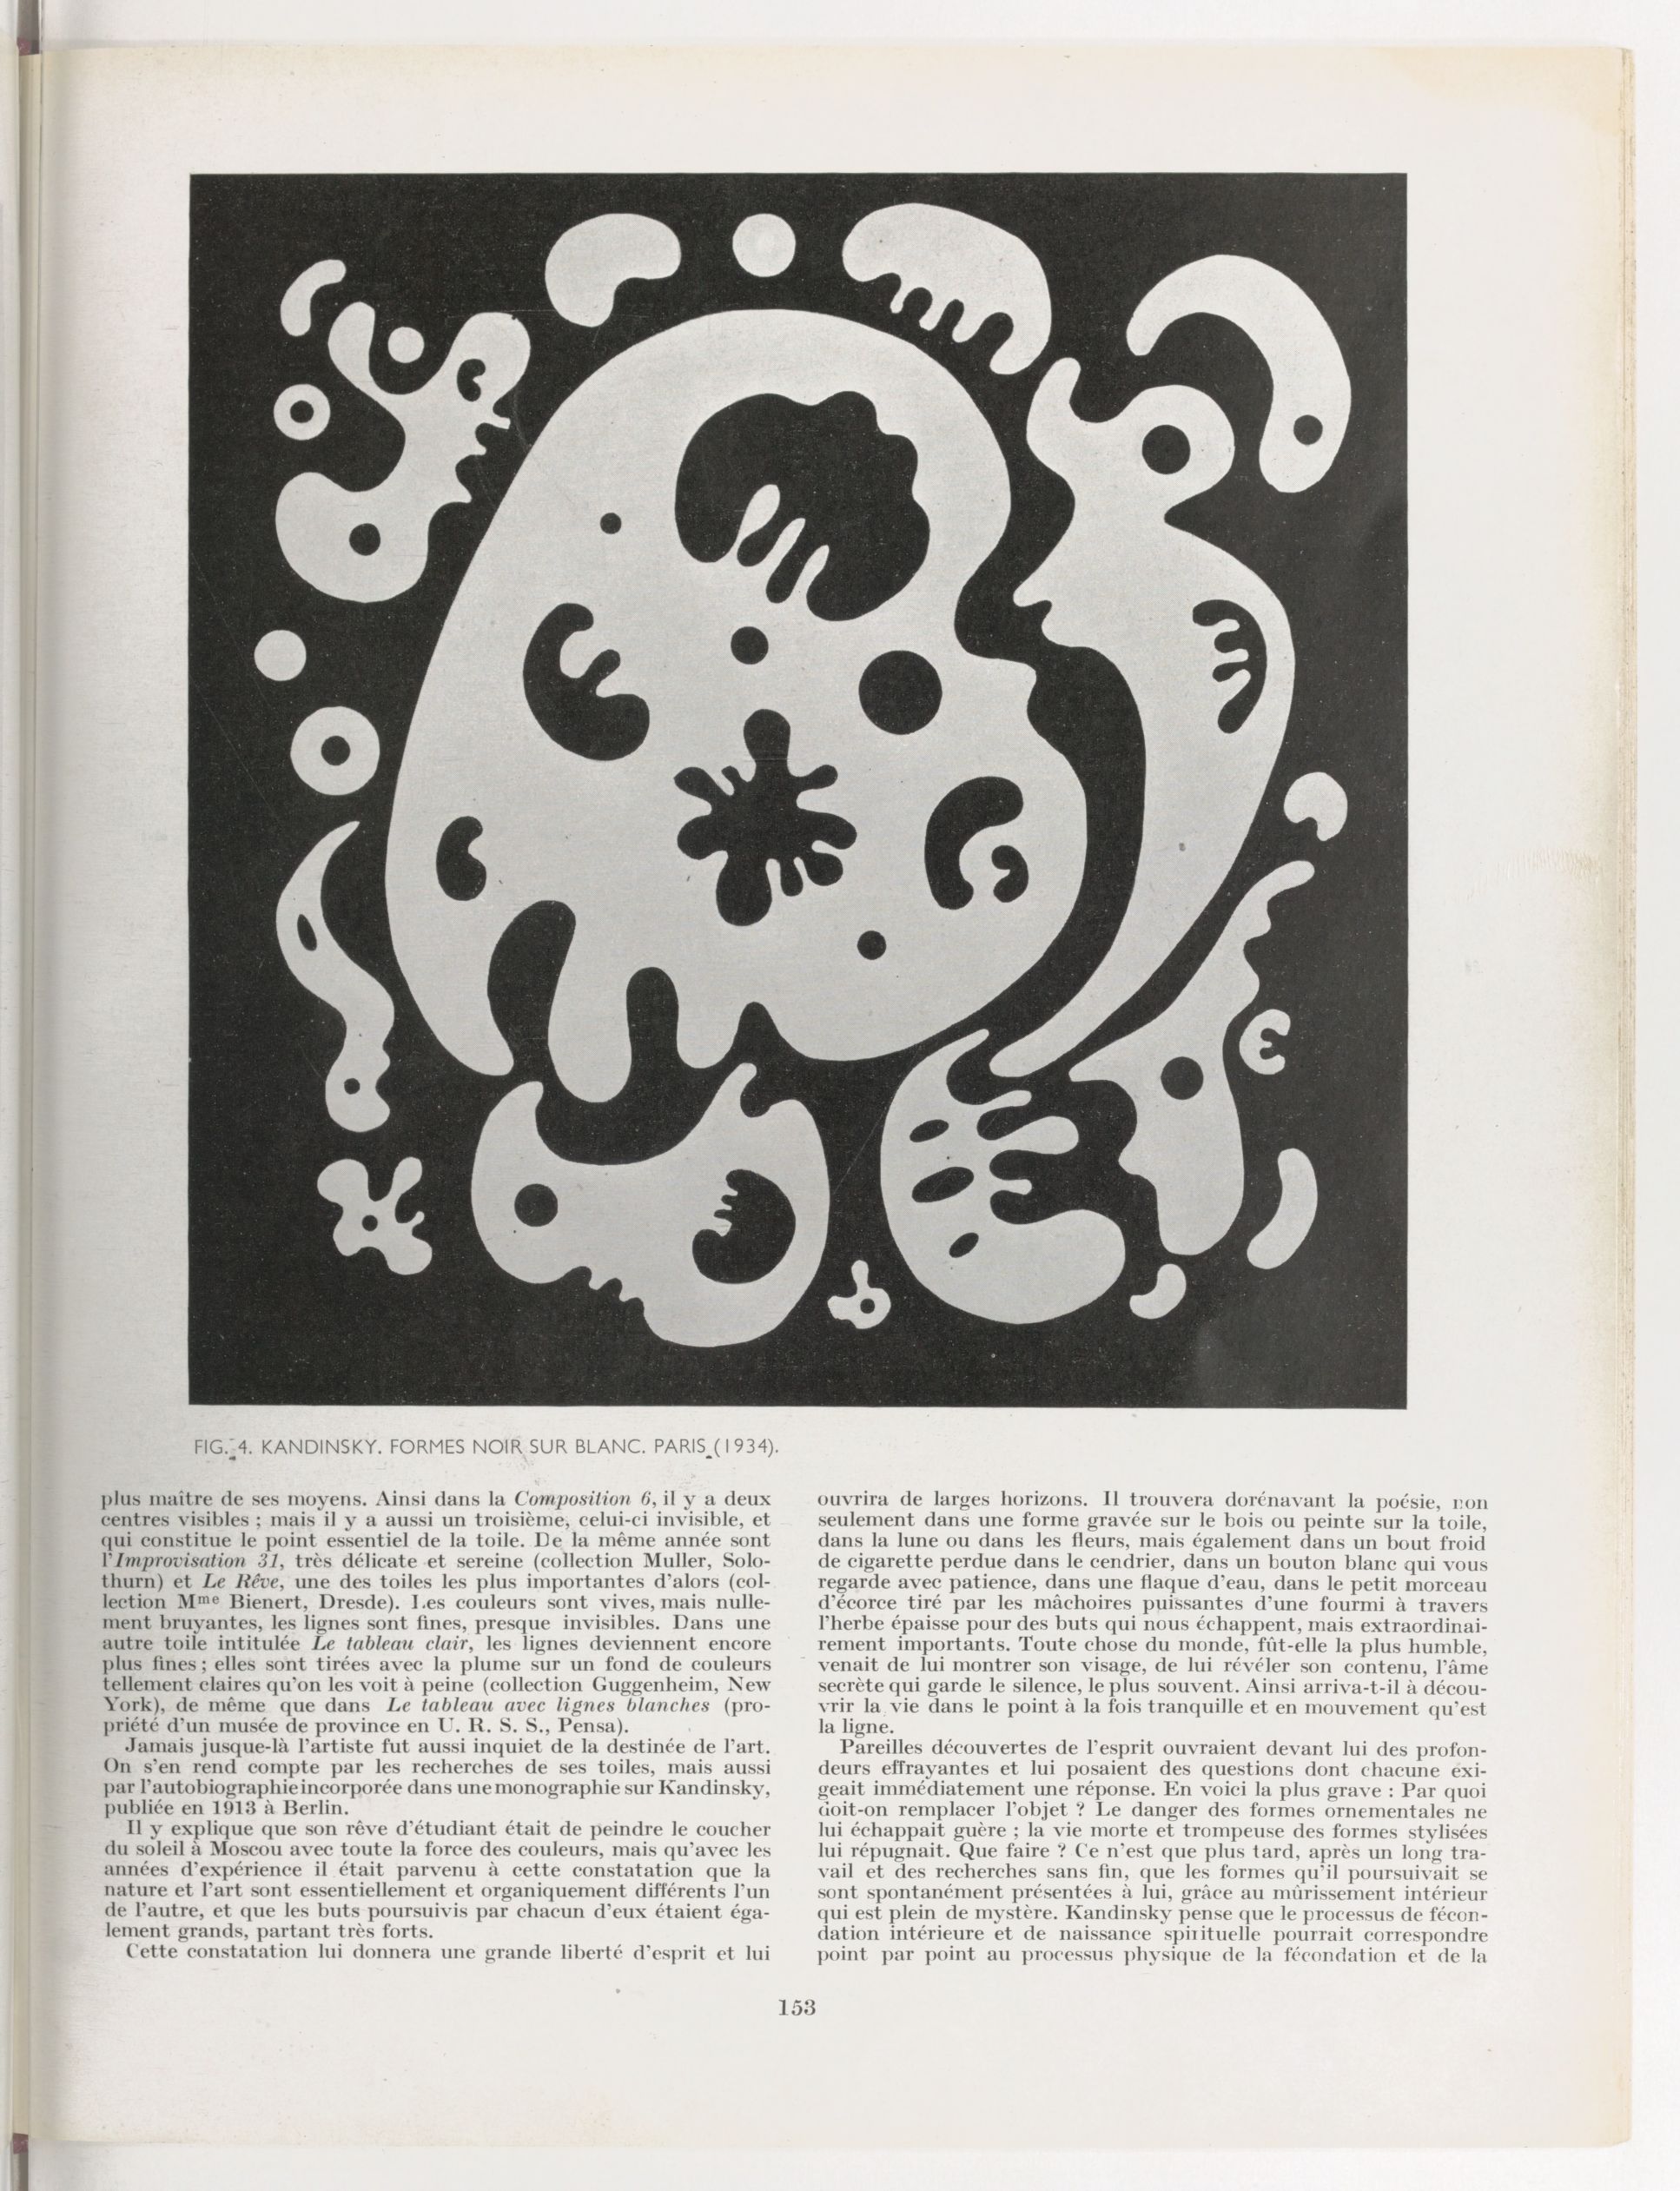 FIG. 4. KANDINSKY. FORMES NOIR SUR BLANC. PARIS (1934).
plus maître de ses moyens. Ainsi dans la Composition 6, il y a deux
centres visibles ; mais il y a aussi un troisième, celui-ci invisible, et
qui constitue le point essentiel de la toile. De la même année sont
l'Improvisation 31, très délicate et sereine (collection Muller, Solo-
thurn) et Le Rêve, une des toiles les plus importantes d'alors (col-
lection Mme Bienert, Dresde). Les couleurs sont vives, mais nulle-
ment bruyantes, les lignes sont fines, presque invisibles. Dans une
autre toile intitulée Le tableau clair, les lignes deviennent encore
plus fines ; elles sont tirées avec la plume sur un fond de couleurs
tellement claires qu'on les voit à peine (collection Guggenheim, New
York), de même que dans Le tableau avec lignes blanches (pro-
priété d'un musée de province en U. R. S. S., Pensa).
Jamais jusque-là l'artiste fut aussi inquiet de la destinée de l'art.
On s'en rend compte par les recherches de ses toiles, mais aussi
par l'autobiographie incorporée dans une monographie sur Kandinsky,
publiée en 1913 à Berlin.
Il y explique que son rêve d'étudiant était de peindre le coucher
du soleil à Moscou avec toute la force des couleurs, mais qu'avec les
années d'expérience il était parvenu à cette constatation que la
nature et l'art sont essentiellement et organiquement différents l'un
de l'autre, et que les buts poursuivis par chacun d'eux étaient éga-
lement grands, partant très forts.
Cette constatation lui donnera une grande liberté d'esprit et lui
ouvrira de larges horizons. Il trouvera dorénavant la poésie, non
seulement dans une forme gravée sur le bois ou peinte sur la toile,
dans la lune ou dans les fleurs, mais également dans un bout froid
de cigarette perdue dans le cendrier, dans un bouton blanc qui vous
regarde avec patience, dans une flaque d'eau, dans le petit morceau
d'écorce tiré par les mâchoires puissantes d'une fourmi à travers
l'herbe épaisse pour des buts qui nous échappent, mais extraordinai-
rement importants. Toute chose du monde, fût-elle la plus humble,
venait de lui montrer son visage, de lui révéler son contenu, l'âme
secrète qui garde le silence, le plus souvent. Ainsi arriva-t-il à décou-
vrir la vie dans le point à la fois tranquille et en mouvement qu'est
la ligne.
Pareilles découvertes de l'esprit ouvraient devant lui des profon-
deurs effrayantes et lui posaient des questions dont chacune exi-
geait immédiatement une réponse. En voici la plus grave : Par quoi
doit-on remplacer l'objet ? Le danger des formes ornementales ne
lui échappait guère ; la vie morte et trompeuse des formes stylisées
lui répugnait. Que faire ? Ce n'est que plus tard, après un long tra-
vail et des recherches sans fin, que les formes qu'il poursuivait se
sont spontanément présentées à lui, grâce au mûrissement intérieur
qui est plein de mystère. Kandinsky pense que le processus de fécon-
dation intérieure et de naissance spirituelle pourrait correspondre
point par point au processus physique de la fécondation et de la
153